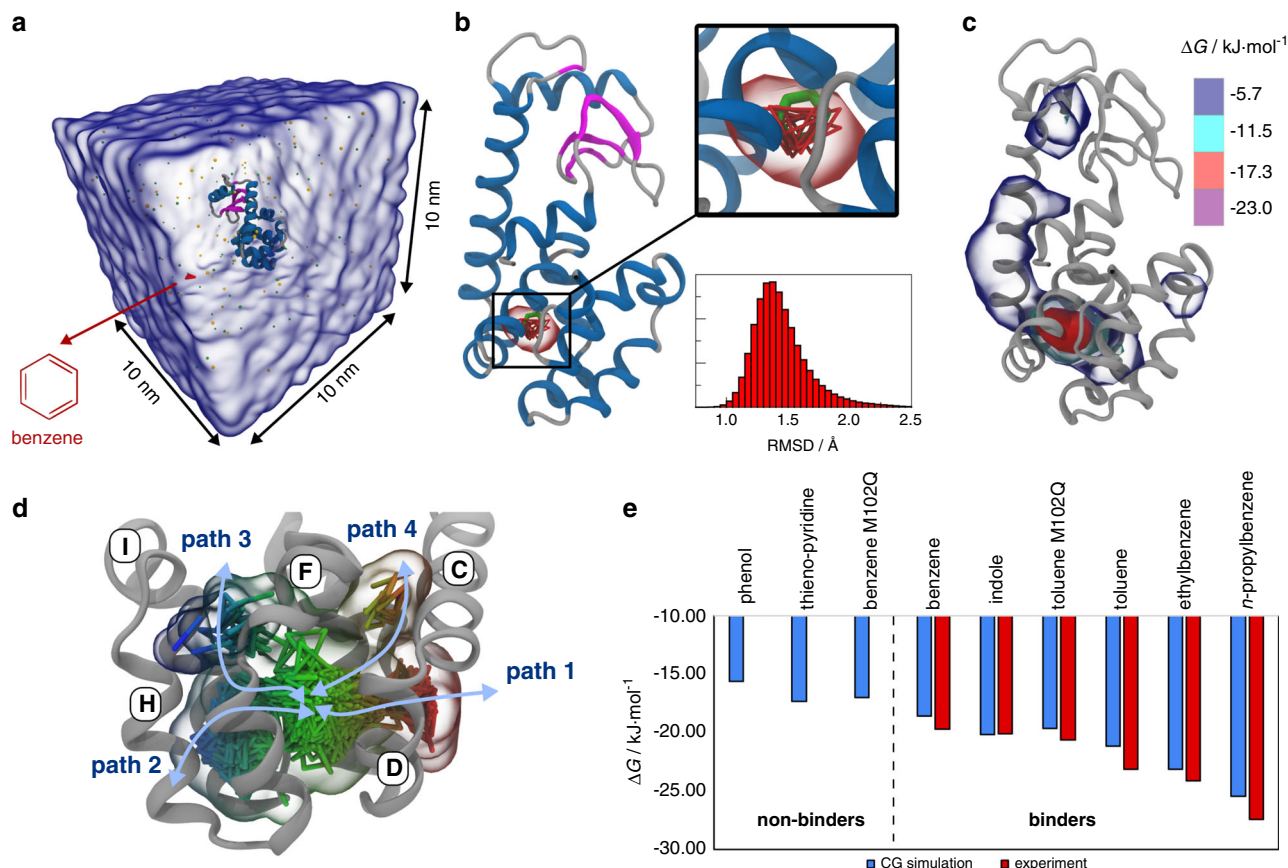 a
10 nm
10 nm
10 nm
benzene
b
1.0 1.5 2.0 2.5
RMSD / Å
c
ΔG / kJ·mol⁻¹
-5.7
-11.5
-17.3
-23.0
d
I
path 3
F
path 4
C
path 1
H
path 2
D
e
phenol
thieno-pyridine
benzene M102Q
benzene
indole
toluene M102Q
toluene
ethylbenzene
n-propylbenzene
ΔG / kJ·mol⁻¹
-10.00
-15.00
-20.00
-25.00
-30.00
non-binders
binders
CG simulation
experiment